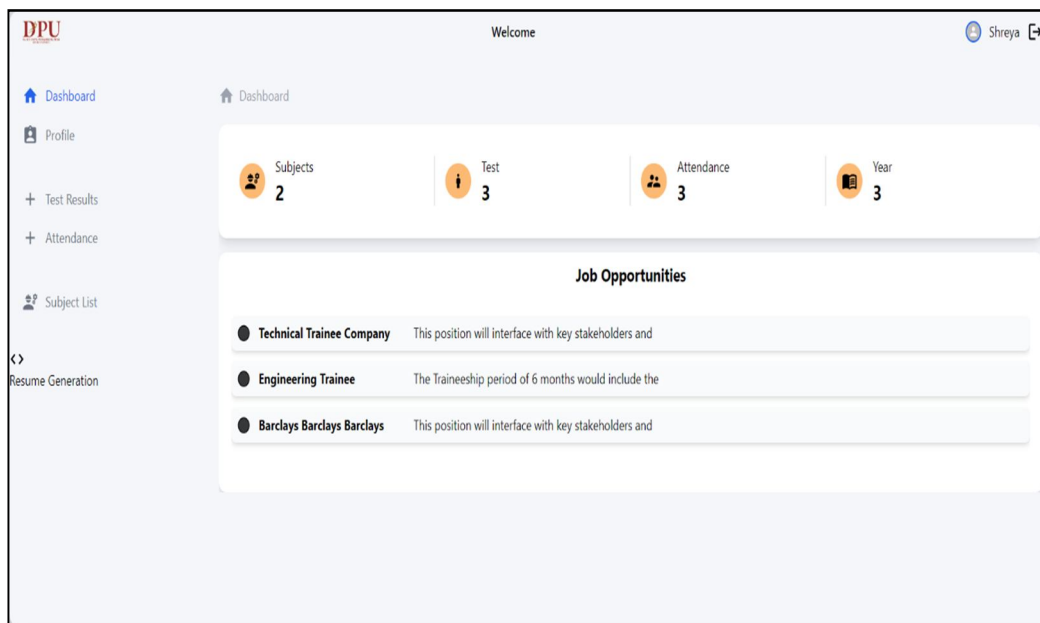 DPU
Welcome
Shreya
Dashboard
Profile
Test Results
Attendance
Subject List
Resume Generation
Dashboard
Subjects
2
Test
3
Attendance
3
Year
3
Job Opportunities
Technical Trainee Company This position will interface with key stakeholders and
Engineering Trainee The Traineeship period of 6 months would include the
Barclays Barclays Barclays This position will interface with key stakeholders and